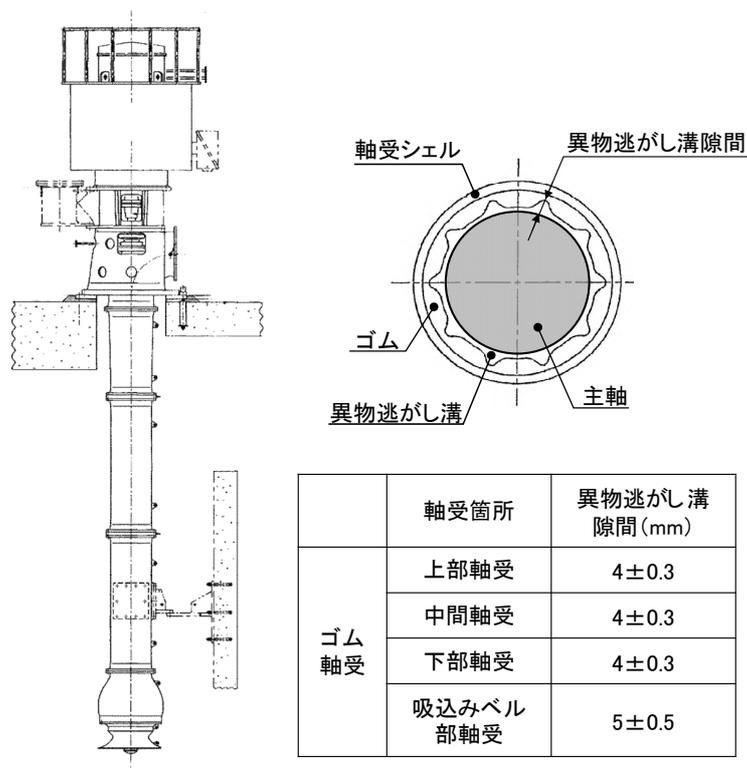 軸受シェル
異物逃がし溝隙間
ゴム
異物逃がし溝
主軸
軸受箇所
異物逃がし溝
隙間(mm)
ゴム
軸受
上部軸受
4±0.3
中間軸受
4±0.3
下部軸受
4±0.3
吸込みベル
部軸受
5±0.5